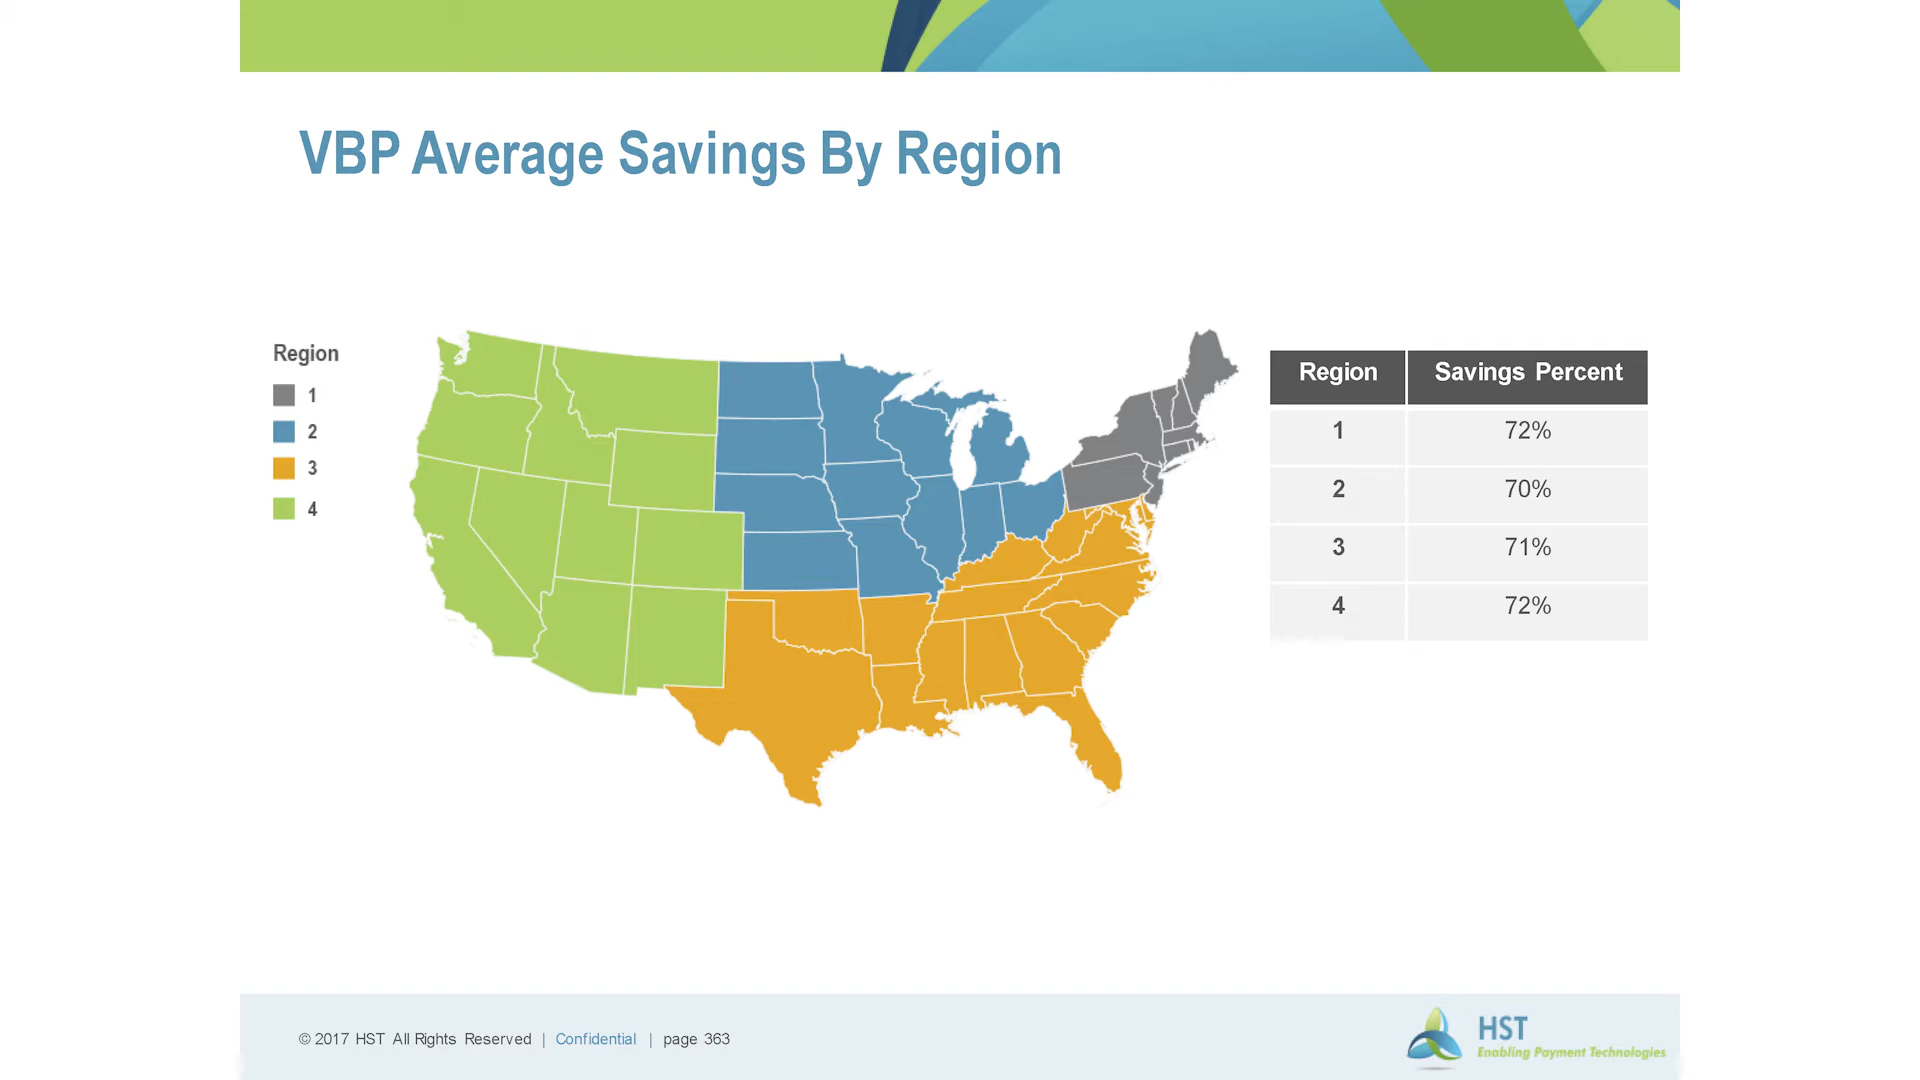 VBP Average Savings By Region
Region
1
2
3
4
Region Savings Percent
1 72%
2 70%
3 71%
4 72%
© 2017 HST All Rights Reserved | Confidential | page 363
HST
Enabling Payment Technologies